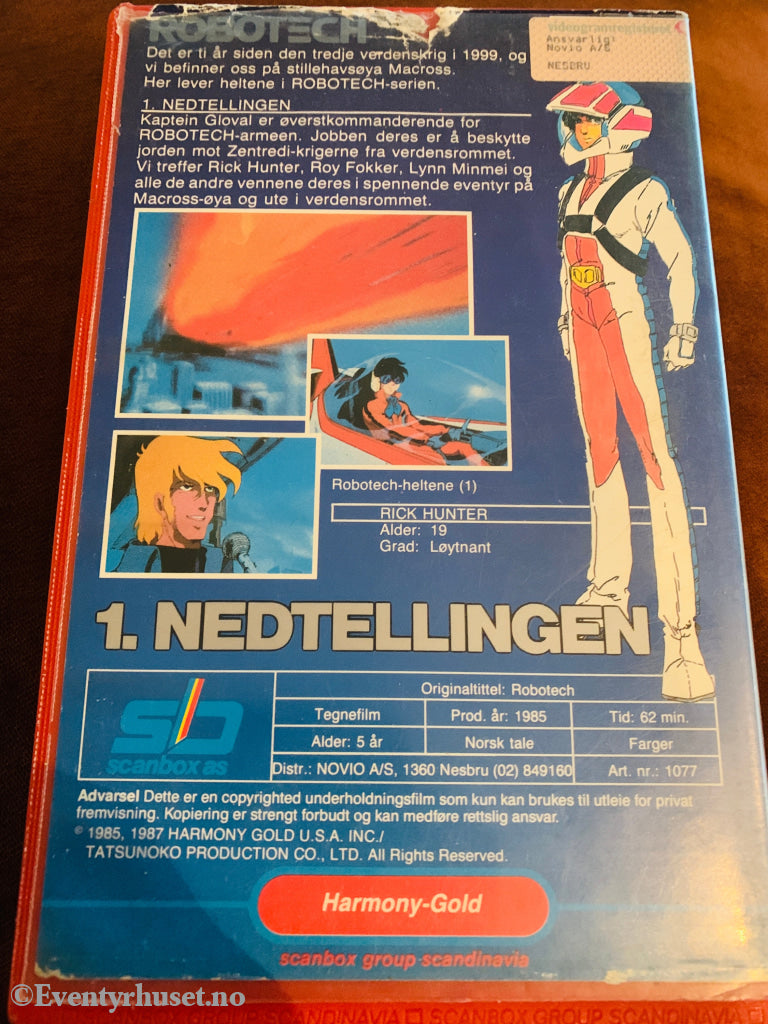 ROBOTECH
videogramregisteret
Ansvarlig:
Novio A/S
NESBRU
Det er ti år siden den tredje verdenskrig i 1999, og
vi befinner oss på stillehavsøya Macross.
Her lever heltene i ROBOTECH-serien.
1. NEDTELLINGEN
Kaptein Gloval er øverstkommanderende for
ROBOTECH-armeen. Jobben deres er å beskytte
jorden mot Zentredi-krigerne fra verdensrommet.
Vi treffer Rick Hunter, Roy Fokker, Lynn Minmei og
alle de andre vennene deres i spennende eventyr på
Macross-øya og ute i verdensrommet.
Robotech-heltene (1)
RICK HUNTER
Alder: 19
Grad: Løytnant
1. NEDTELLINGEN
SD
scanbox as
Originaltittel: Robotech
Tegnefilm Prod. år: 1985 Tid: 62 min.
Alder: 5 år Norsk tale Farger
Distr.: NOVIO A/S, 1360 Nesbru (02) 849160 Art. nr.: 1077
Advarsel Dette er en copyrighted underholdningsfilm som kun kan brukes til utleie for privat
fremvisning. Kopiering er strengt forbudt og kan medføre rettslig ansvar.
© 1985, 1987 HARMONY GOLD U.S.A. INC./
TATSUNOKO PRODUCTION CO., LTD. All Rights Reserved.
Harmony-Gold
scanbox group scandinavia
©Eventyrhuset.no
GROUP SCANDINAVIA SCANBOX GROUP SCANDINAVIA